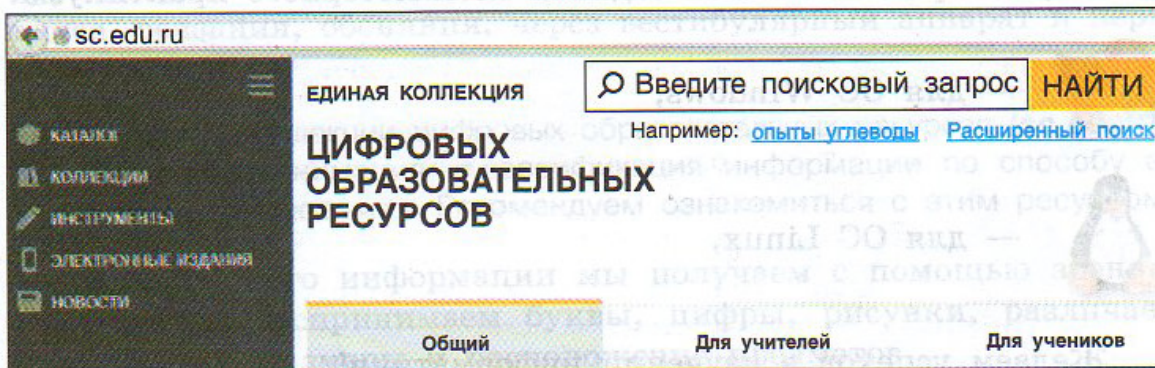 sc.edu.ru
КАТАЛОГ
КОЛЛЕКЦИИ
ИНСТРУМЕНТЫ
ЭЛЕКТРОННЫЕ ИЗДАНИЯ
НОВОСТИ
ЕДИНАЯ КОЛЛЕКЦИЯ
ЦИФРОВЫХ
ОБРАЗОВАТЕЛЬНЫХ
РЕСУРСОВ
Введите поисковый запрос НАЙТИ
Например: опыты углеводы Расширенный поиск
Общий Для учителей Для учеников